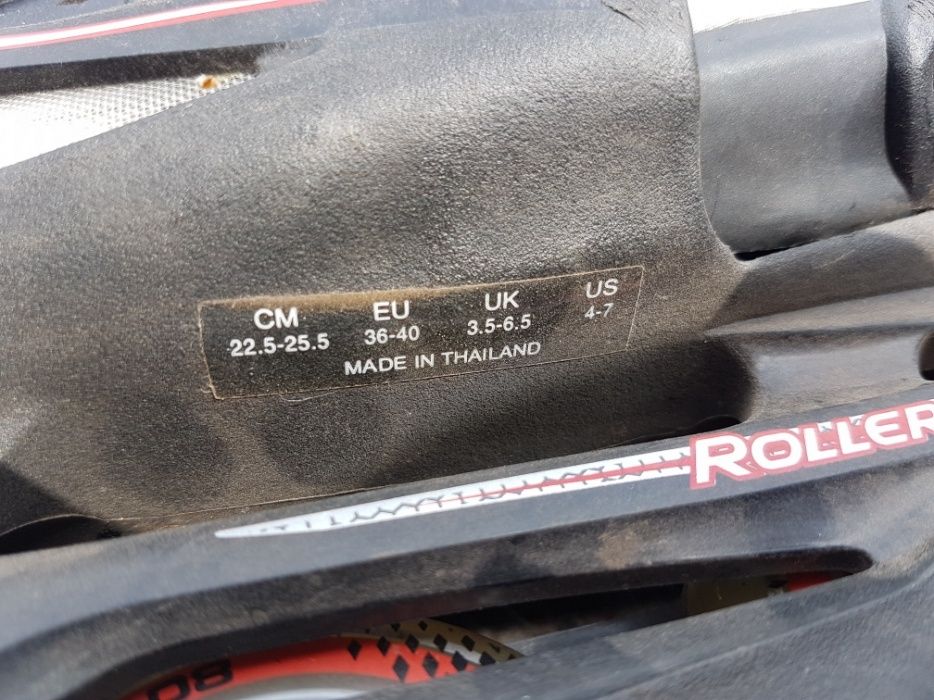 CM EU UK US
22.5-25.5 36-40 3.5-6.5 4-7
MADE IN THAILAND
ROLLER